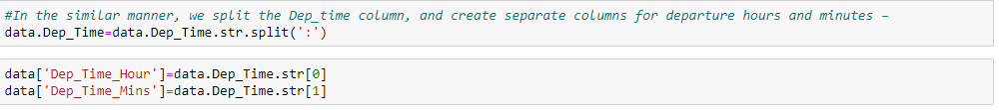 #In the similar manner, we split the Dep_time column, and create separate columns for departure hours and minutes –
data.Dep_Time=data.Dep_Time.str.split(':')
data['Dep_Time_Hour']=data.Dep_Time.str[0]
data['Dep_Time_Mins']=data.Dep_Time.str[1]